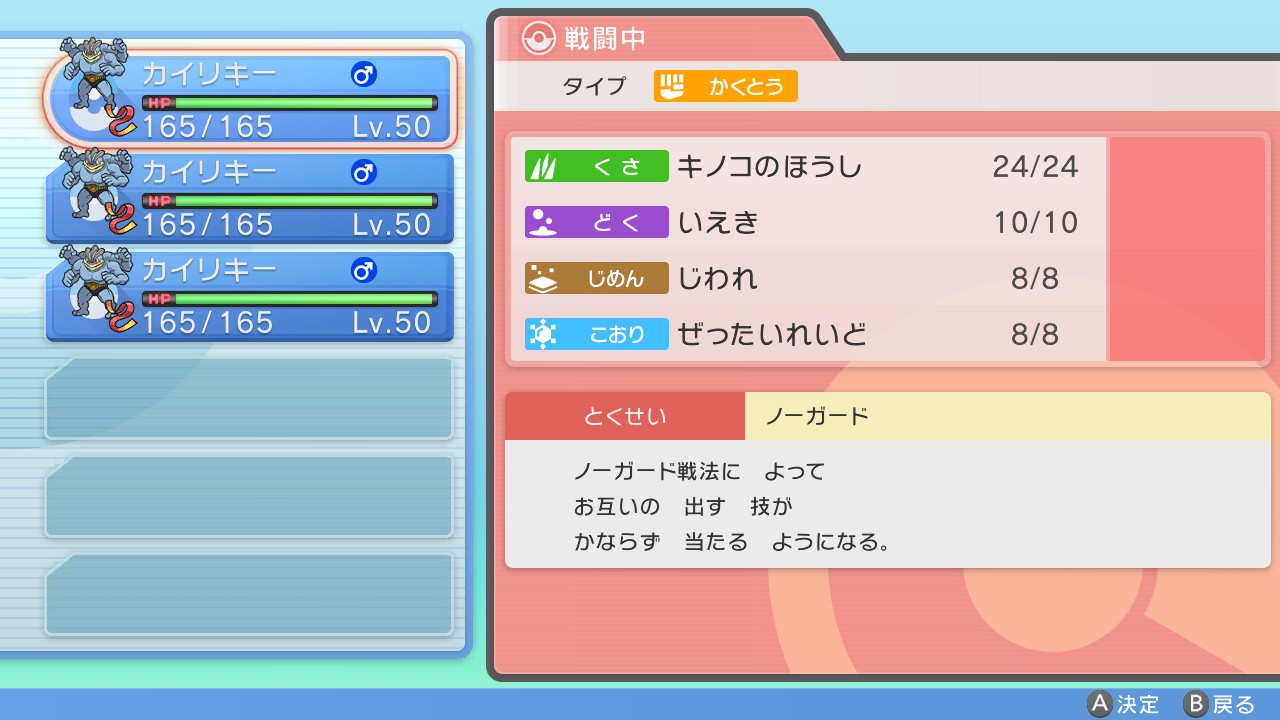 カイリキー ♂
HP
165/165 Lv.50
カイリキー ♂
HP
165/165 Lv.50
カイリキー ♂
HP
165/165 Lv.50
戦闘中
タイプ かくとう
くさ キノコのほうし 24/24
どく いえき 10/10
じめん じわれ 8/8
こおり ぜったいれいど 8/8
とくせい ノーガード
ノーガード戦法に よって
お互いの 出す 技が
かならず 当たる ようになる。
A 決定 B 戻る